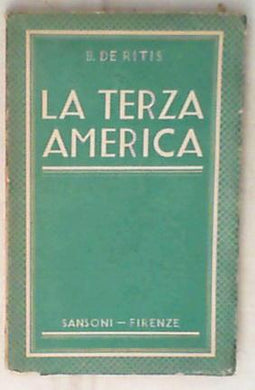 B. DE RITIS
LA TERZA
AMERICA
SANSONI — FIRENZE